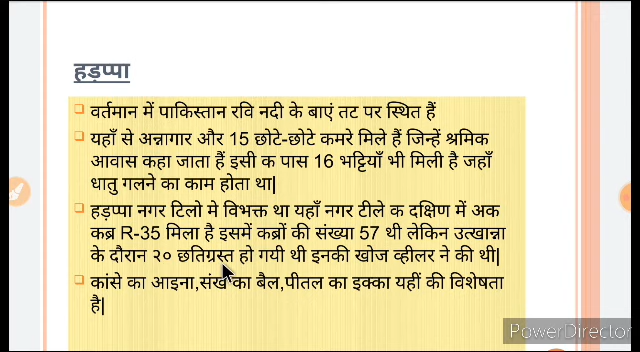 हड़प्पा
वर्तमान में पाकिस्तान रवि नदी के बाएं तट पर स्थित हैं
यहाँ से अन्नागार और 15 छोटे-छोटे कमरे मिले हैं जिन्हें श्रमिक
आवास कहा जाता हैं इसी क पास 16 भट्टियाँ भी मिली है जहाँ
धातु गलने का काम होता था|
हड़प्पा नगर टिलो मे विभक्त था यहाँ नगर टीले क दक्षिण में अक
कब्र R-35 मिला है इसमें कब्रों की संख्या 57 थी लेकिन उत्खान्ना
के दौरान २० छतिग्रस्त हो गयी थी इनकी खोज व्हीलर ने की थी|
कांसे का आइना,संख का बैल,पीतल का इक्का यहीं की विशेषता
है|
PowerDirector